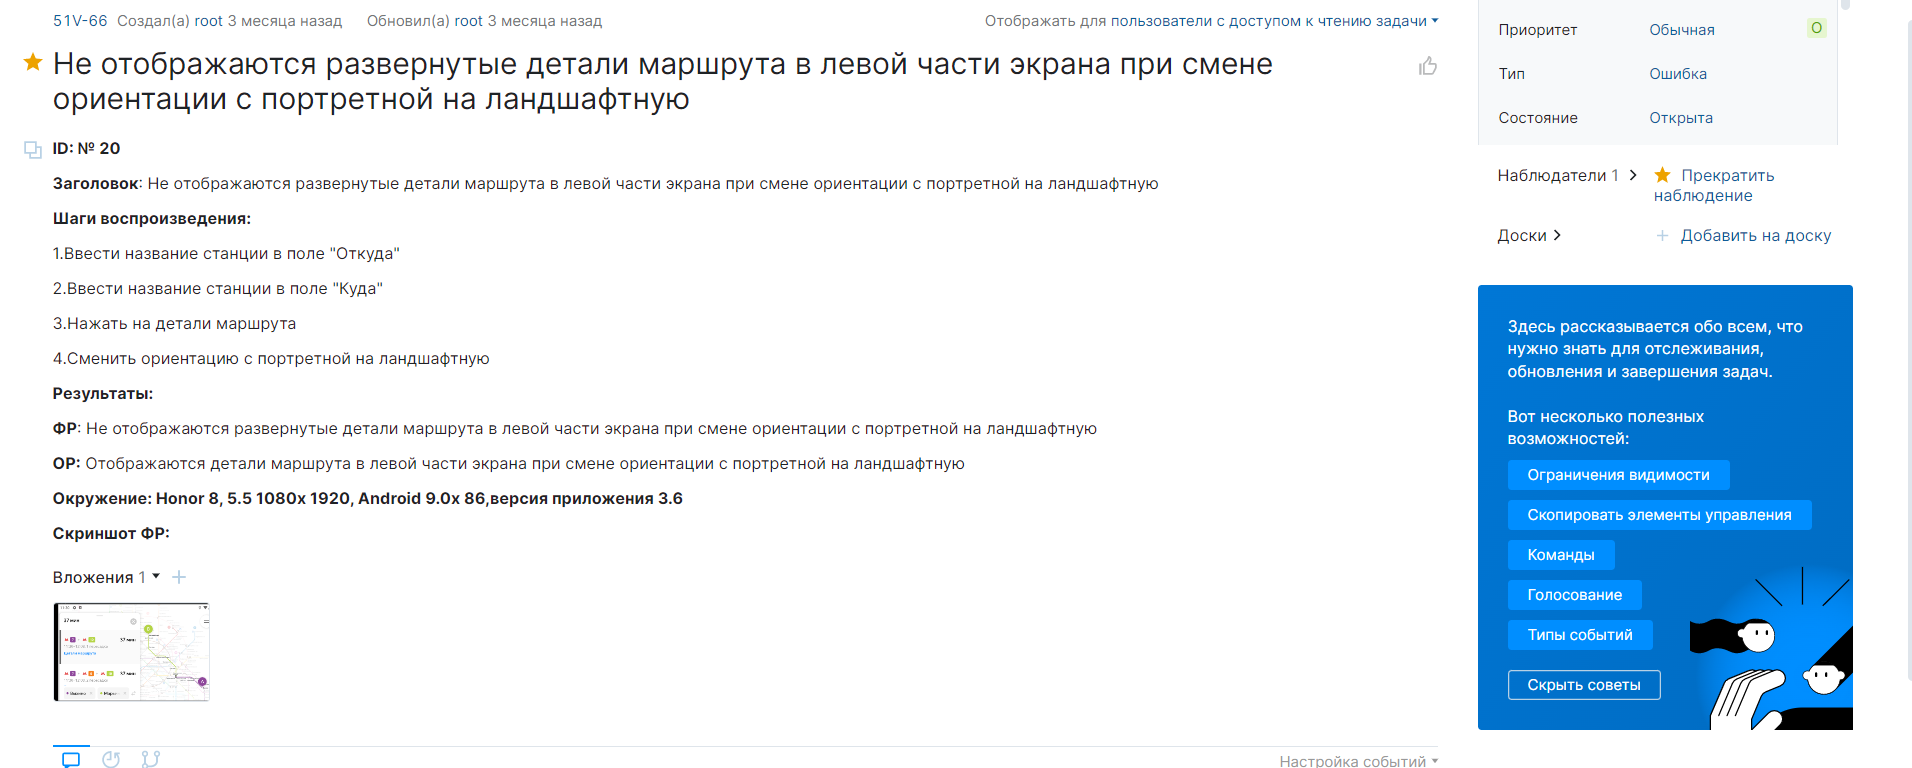 51V-66 Создал(а) root 3 месяца назад Обновил(а) root 3 месяца назад Отображать для пользователи с доступом к чтению задачи
Не отображаются развернутые детали маршрута в левой части экрана при смене
ориентации с портретной на ландшафтную
ID: № 20
Заголовок: Не отображаются развернутые детали маршрута в левой части экрана при смене ориентации с портретной на ландшафтную
Шаги воспроизведения:
1.Ввести название станции в поле "Откуда"
2.Ввести название станции в поле "Куда"
3.Нажать на детали маршрута
4.Сменить ориентацию с портретной на ландшафтную
Результаты:
ФР: Не отображаются развернутые детали маршрута в левой части экрана при смене ориентации с портретной на ландшафтную
ОР: Отображаются детали маршрута в левой части экрана при смене ориентации с портретной на ландшафтную
Окружение: Honor 8, 5.5 1080x 1920, Android 9.0x 86,версия приложения 3.6
Скриншот ФР:
Вложения 1
37 мин
37 мин
37 мин
Настройка событий
Приоритет Обычная О
Тип Ошибка
Состояние Открыта
Наблюдатели 1 Прекратить
наблюдение
Доски Добавить на доску
Здесь рассказывается обо всем, что
нужно знать для отслеживания,
обновления и завершения задач.
Вот несколько полезных
возможностей:
Ограничения видимости
Скопировать элементы управления
Команды
Голосование
Типы событий
Скрыть советы